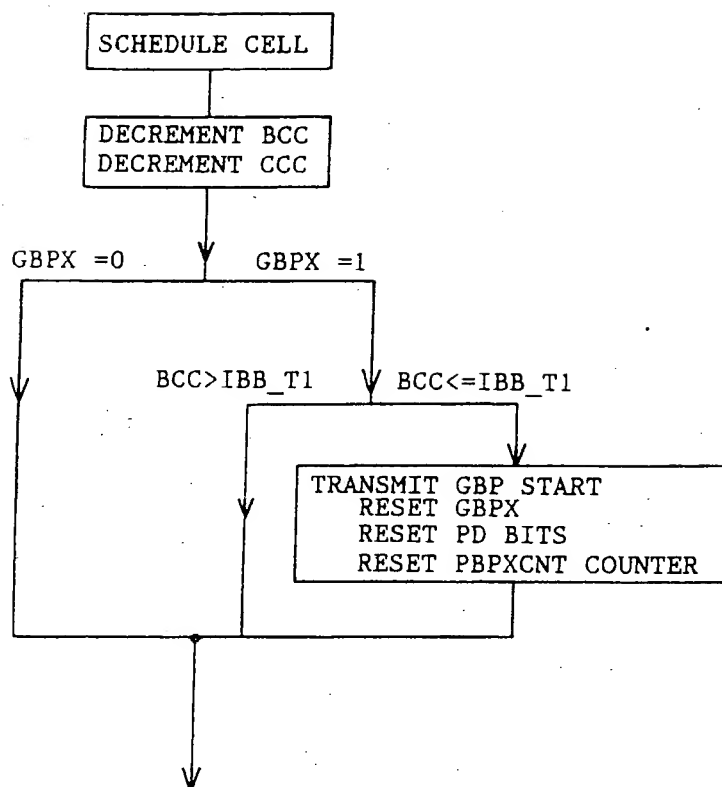 SCHEDULE CELL
DECREMENT BCC
DECREMENT CCC
GBPX =0
GBPX =1
BCC>IBB_T1
BCC<=IBB_T1
TRANSMIT GBP START
RESET GBPX
RESET PD BITS
RESET PBPXCNT COUNTER